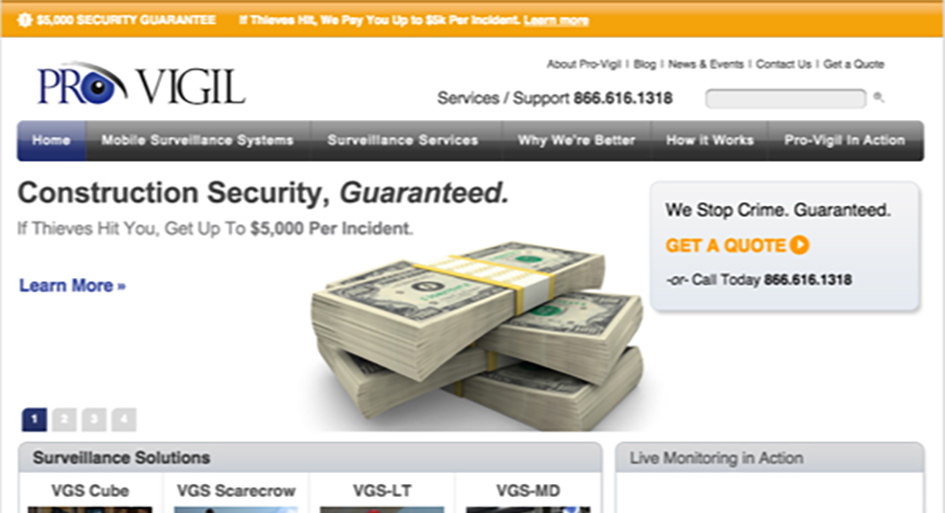 $5,000 SECURITY GUARANTEE If Thieves Hit, We Pay You Up to $5k Per Incident. Learn more
PRO VIGIL
About Pro-Vigil | Blog | News & Events | Contact Us | Get a Quote
Services / Support 866.616.1318
Home Mobile Surveillance Systems Surveillance Services Why We're Better How it Works Pro-Vigil In Action
Construction Security, Guaranteed.
If Thieves Hit You, Get Up To $5,000 Per Incident.
Learn More »
We Stop Crime. Guaranteed.
GET A QUOTE
-or- Call Today 866.616.1318
1 2 3 4
Surveillance Solutions
VGS Cube VGS Scarecrow VGS-LT VGS-MD
Live Monitoring in Action